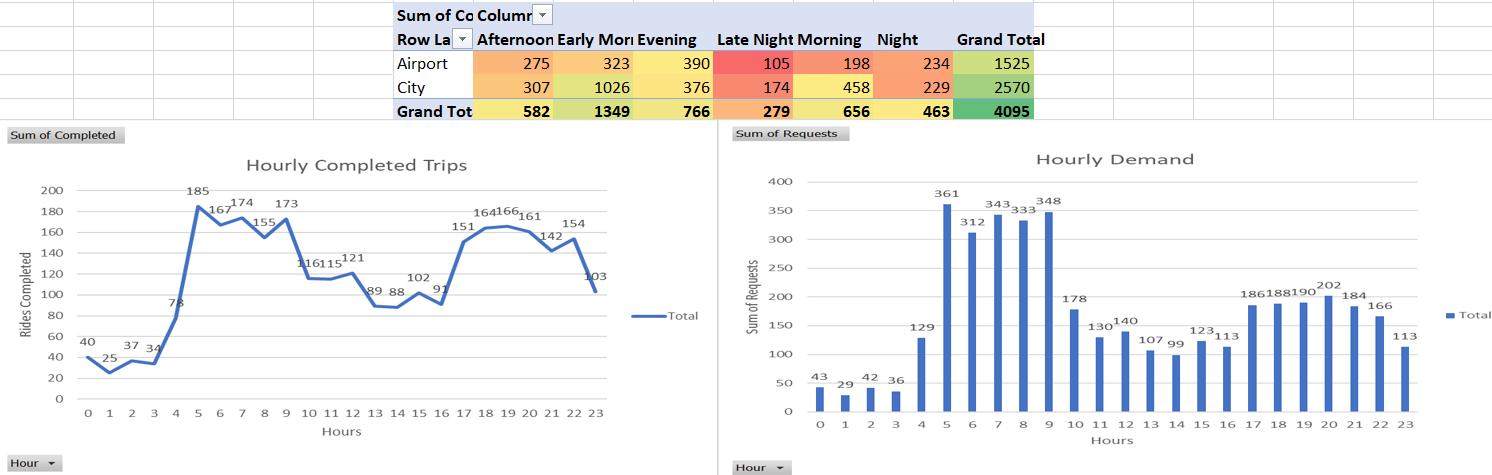 Sum of Co Column
Row La Afternoon Early Morn Evening Late Night Morning Night Grand Total
Airport 275 323 390 105 198 234 1525
City 307 1026 376 174 458 229 2570
Grand Tot 582 1349 766 279 656 463 4095
Sum of Completed
Hourly Completed Trips
Rides Completed
200
180
160
140
120
100
80
60
40
20
0
40 25 37 34 78 185 167 174 155 173 116 115 121 89 88 102 91 151 164 166 161 142 154 103
0 1 2 3 4 5 6 7 8 9 10 11 12 13 14 15 16 17 18 19 20 21 22 23
Hours
Total
Hour
Sum of Requests
Hourly Demand
Sum of Requests
400
350
300
250
200
150
100
50
0
43 29 42 36 129 361 312 343 333 348 178 130 140 107 99 123 113 186 188 190 202 184 166 113
0 1 2 3 4 5 6 7 8 9 10 11 12 13 14 15 16 17 18 19 20 21 22 23
Hours
Total
Hour